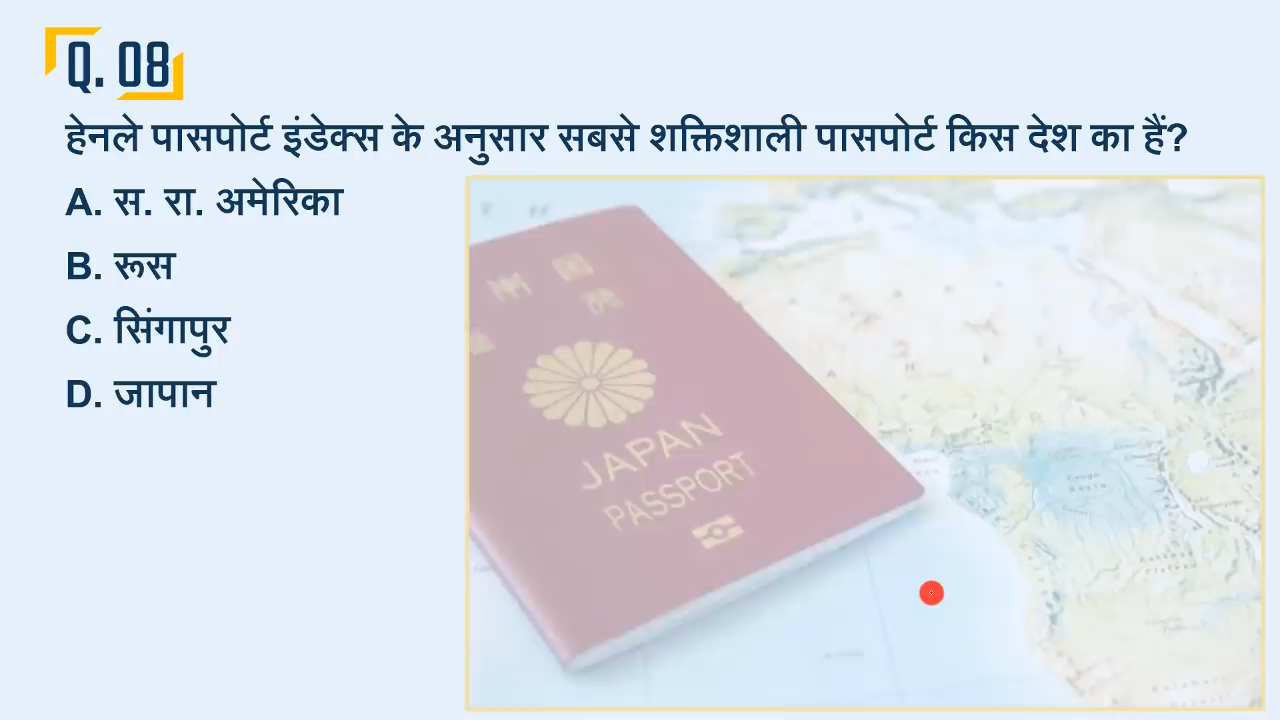 Q. 08
हेनले पासपोर्ट इंडेक्स के अनुसार सबसे शक्तिशाली पासपोर्ट किस देश का हैं?
A. स. रा. अमेरिका
B. रूस
C. सिंगापुर
D. जापान
JAPAN
PASSPORT